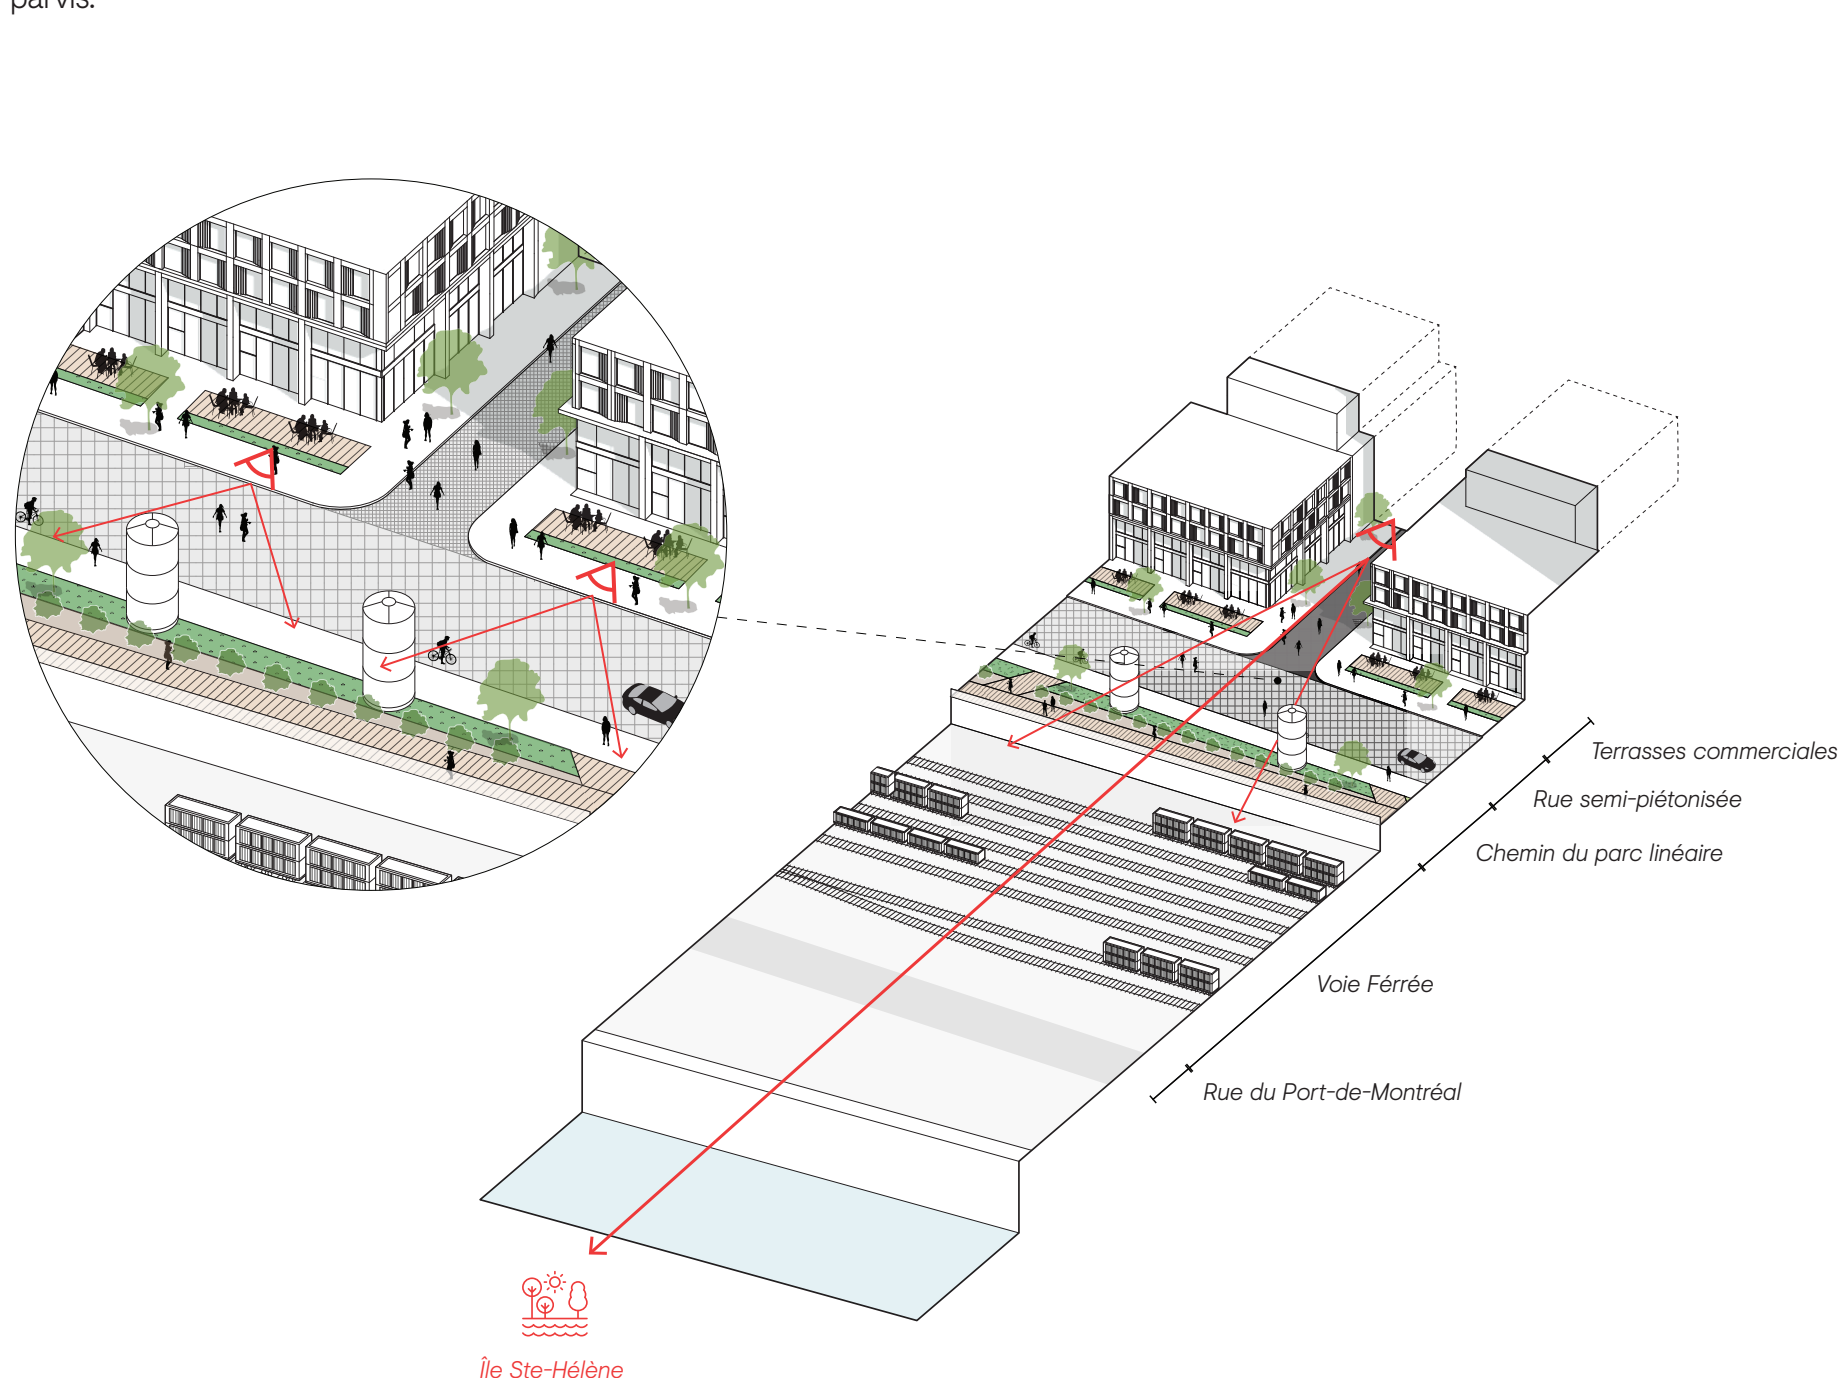 parvis.
Terrasses commerciales
Rue semi-piétonisée
Chemin du parc linéaire
Voie Férrée
Rue du Port-de-Montréal
Île Ste-Hélène